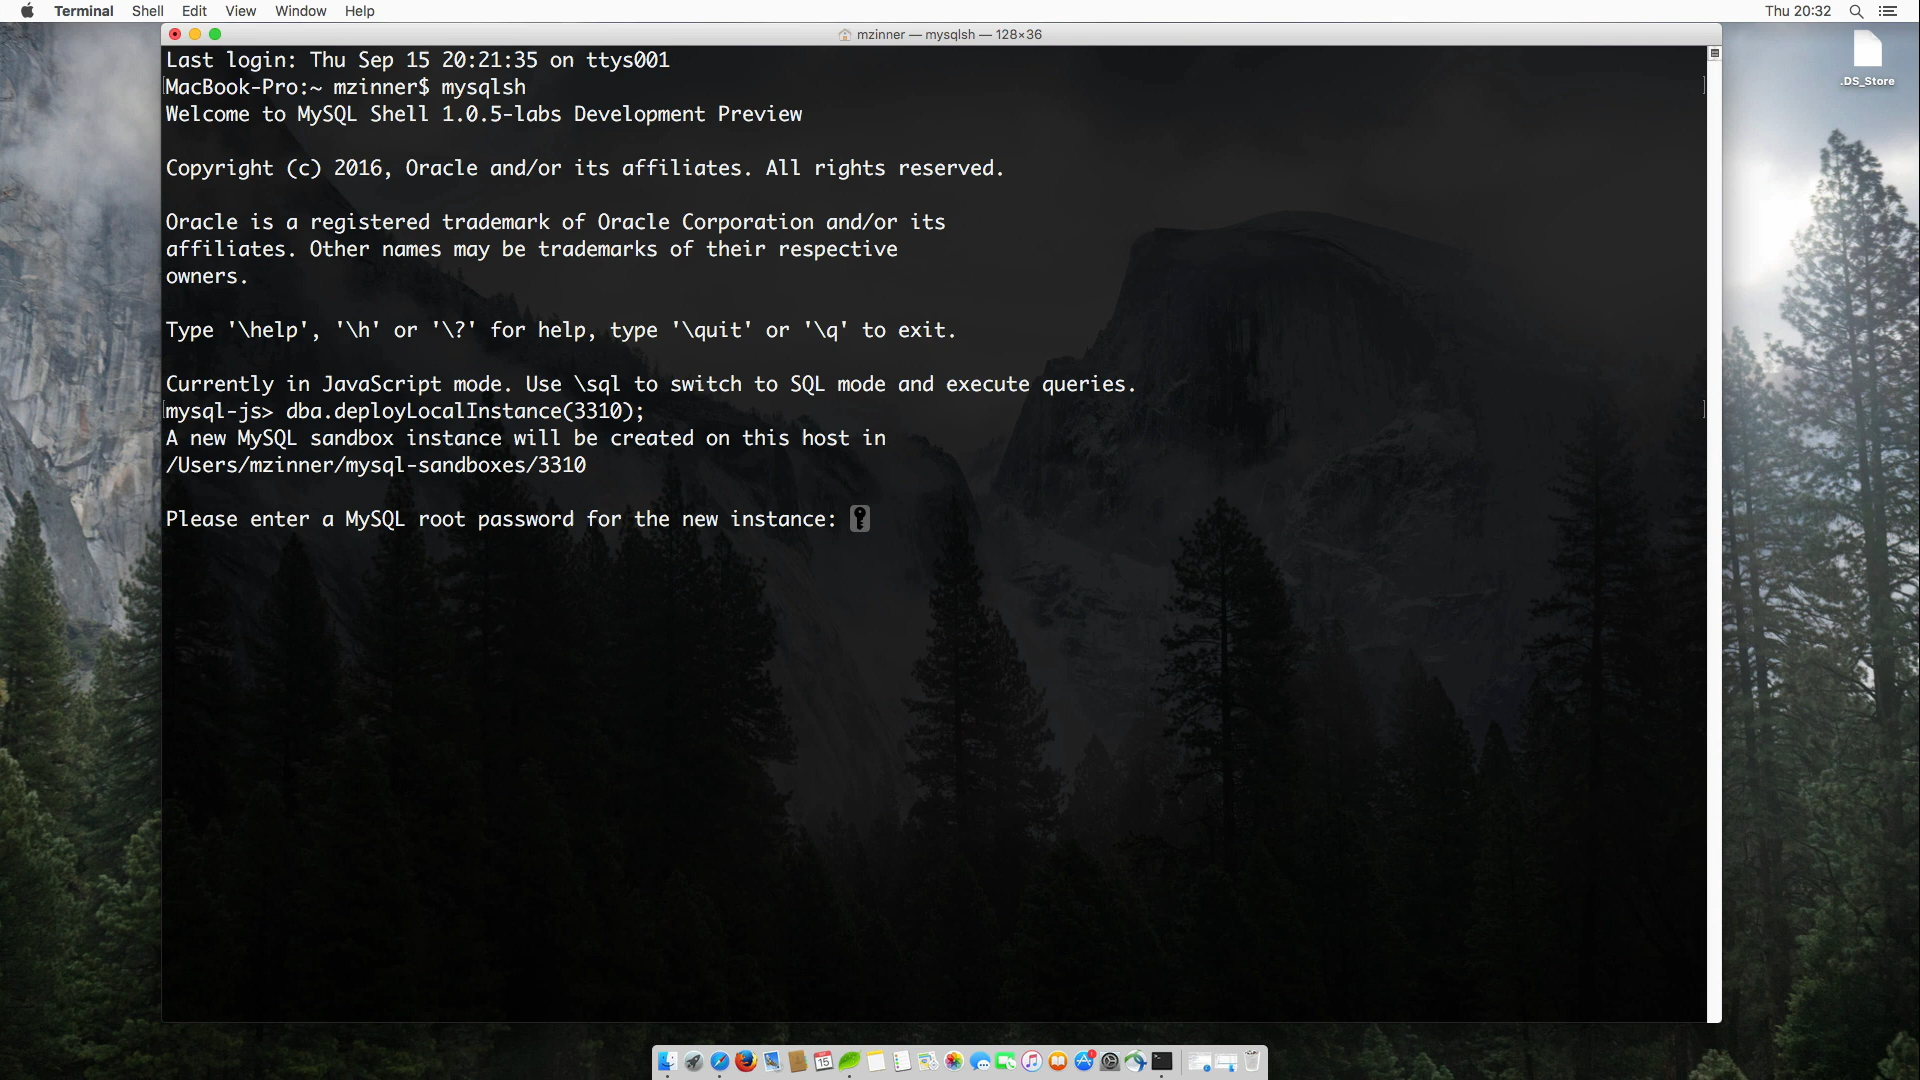 Terminal Shell Edit View Window Help Thu 20:32
mzinner — mysqlsh — 128×36
.DS_Store
Last login: Thu Sep 15 20:21:35 on ttys001
MacBook-Pro:~ mzinner$ mysqlsh
Welcome to MySQL Shell 1.0.5-labs Development Preview
Copyright (c) 2016, Oracle and/or its affiliates. All rights reserved.
Oracle is a registered trademark of Oracle Corporation and/or its
affiliates. Other names may be trademarks of their respective
owners.
Type '\help', '\h' or '\?' for help, type '\quit' or '\q' to exit.
Currently in JavaScript mode. Use \sql to switch to SQL mode and execute queries.
mysql-js> dba.deployLocalInstance(3310);
A new MySQL sandbox instance will be created on this host in
/Users/mzinner/mysql-sandboxes/3310
Please enter a MySQL root password for the new instance:
15